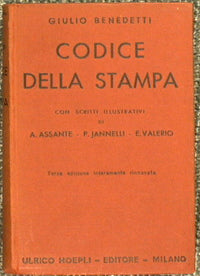 GIULIO BENEDETTI
CODICE
DELLA STAMPA
CON SCRITTI ILLUSTRATIVI
DI
A. ASSANTE - P. JANNELLI - E. VALERIO
Terza edizione interamente rinnovata
ULRICO HOEPLI - EDITORE - MILANO